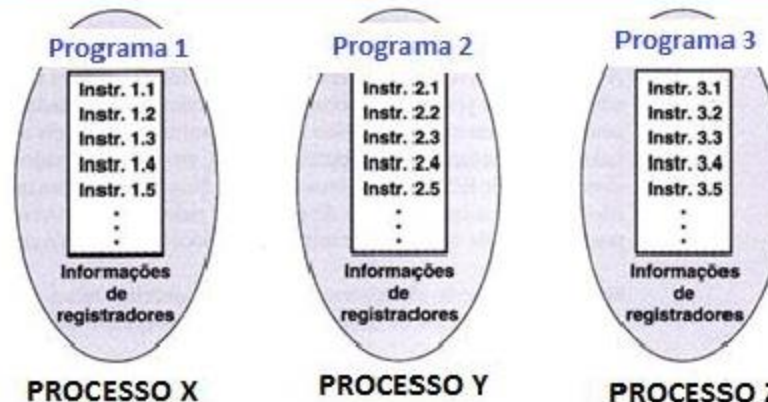 Programa 1
Instr. 1.1
Instr. 1.2
Instr. 1.3
Instr. 1.4
Instr. 1.5
Informações
de
registradores
PROCESSO X
Programa 2
Instr. 2.1
Instr. 2.2
Instr. 2.3
Instr. 2.4
Instr. 2.5
Informações
de
registradores
PROCESSO Y
Programa 3
Instr. 3.1
Instr. 3.2
Instr. 3.3
Instr. 3.4
Instr. 3.5
Informações
de
registradores
PROCESSO